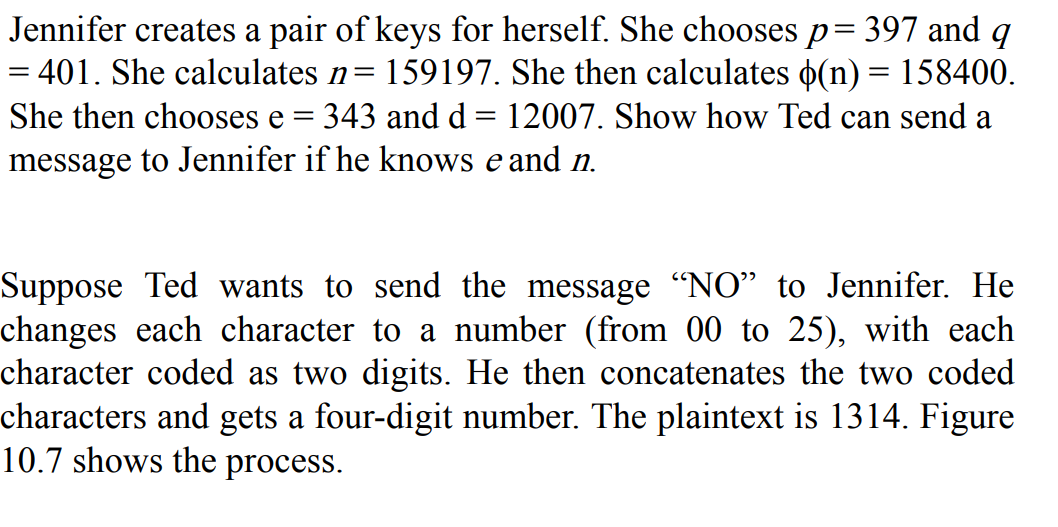 Jennifer creates a pair of keys for herself. She chooses p= 397 and q
= 401. She calculates n= 159197. She then calculates ϕ(n) = 158400.
She then chooses e = 343 and d = 12007. Show how Ted can send a
message to Jennifer if he knows e and n.
Suppose Ted wants to send the message “NO” to Jennifer. He
changes each character to a number (from 00 to 25), with each
character coded as two digits. He then concatenates the two coded
characters and gets a four-digit number. The plaintext is 1314. Figure
10.7 shows the process.